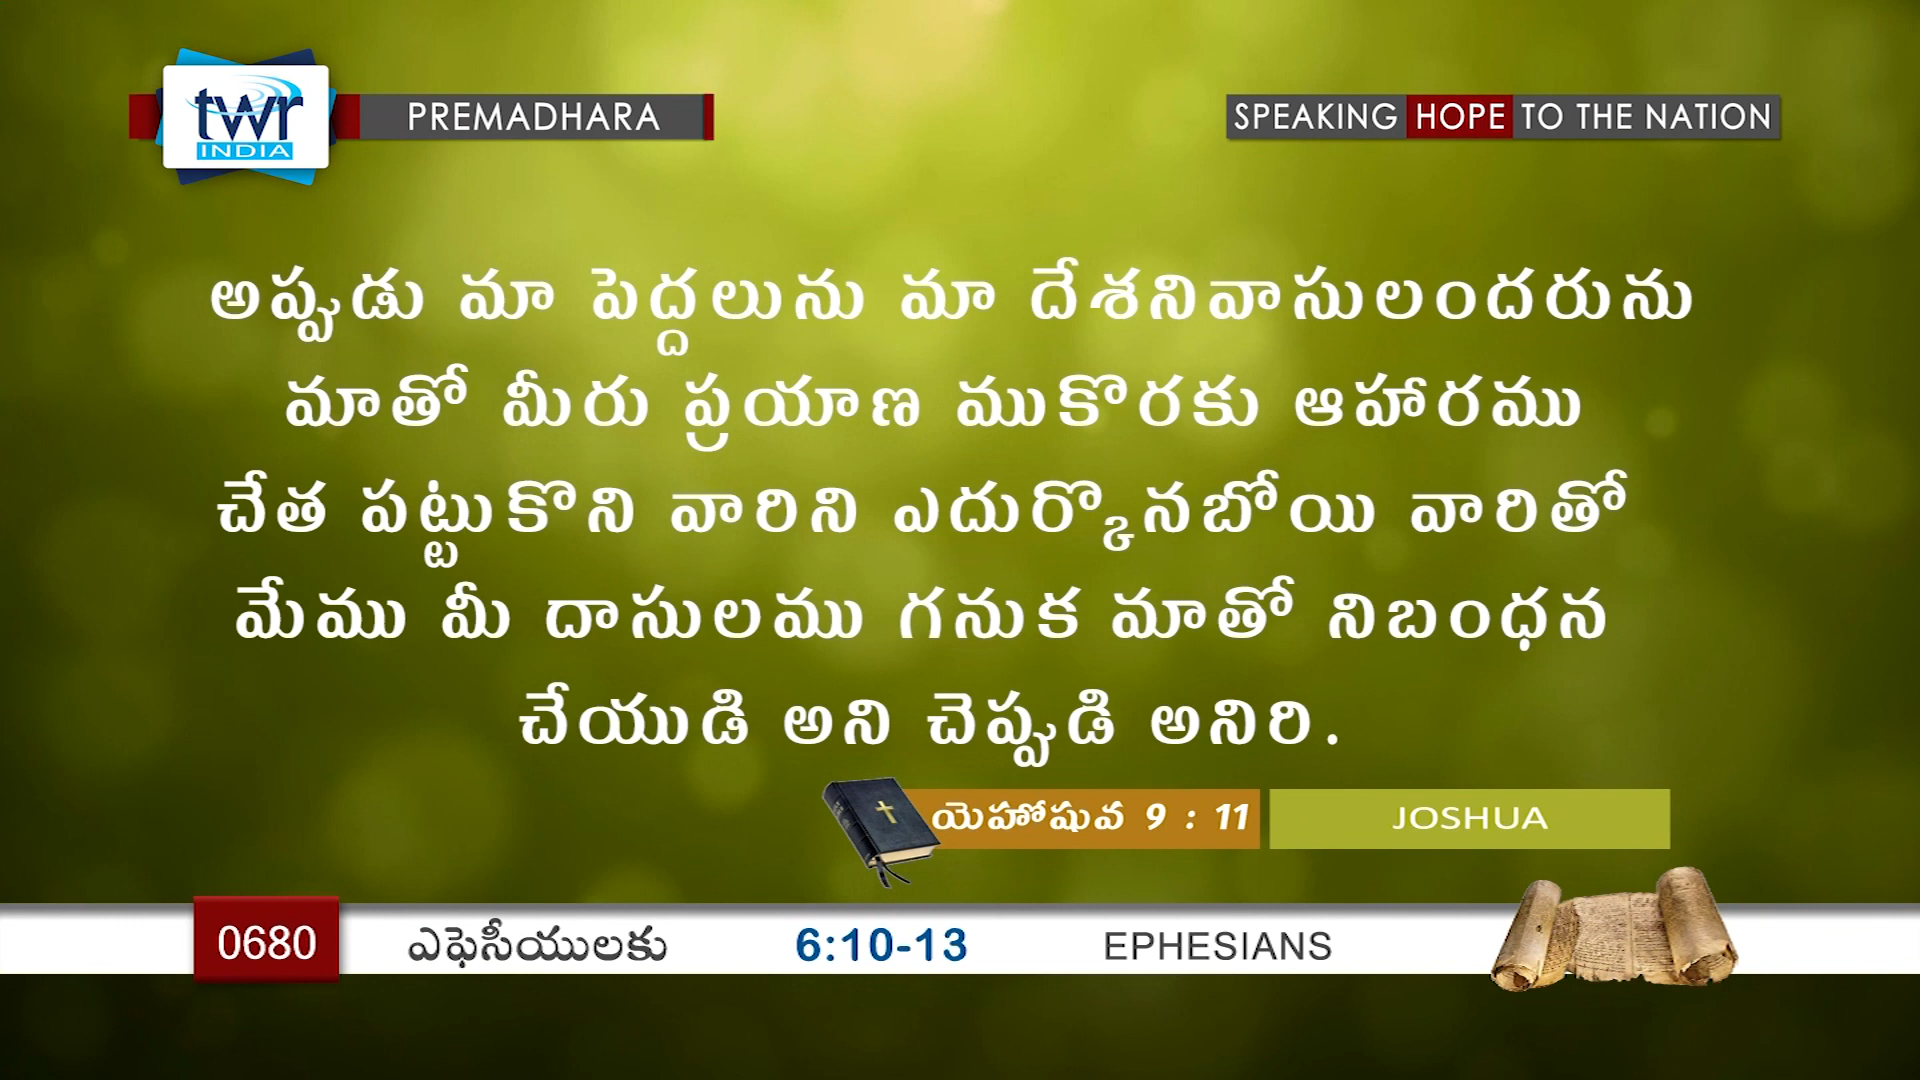 twr
INDIA
PREMADHARA
SPEAKING HOPE TO THE NATION
అప్పుడు మా పెద్దలును మా దేశనివాసులందరును
మాతో మీరు ప్రయాణ ముకొరకు ఆహారము
చేత పట్టుకొని వారిని ఎదుర్కొనబోయి వారితో
మేము మీ దాసులము గనుక మాతో నిబంధన
చేయుడి అని చెప్పుడి అనిరి.
యెహోషువ 9 : 11 JOSHUA
0680 ఎఫెసీయులకు 6:10-13 EPHESIANS